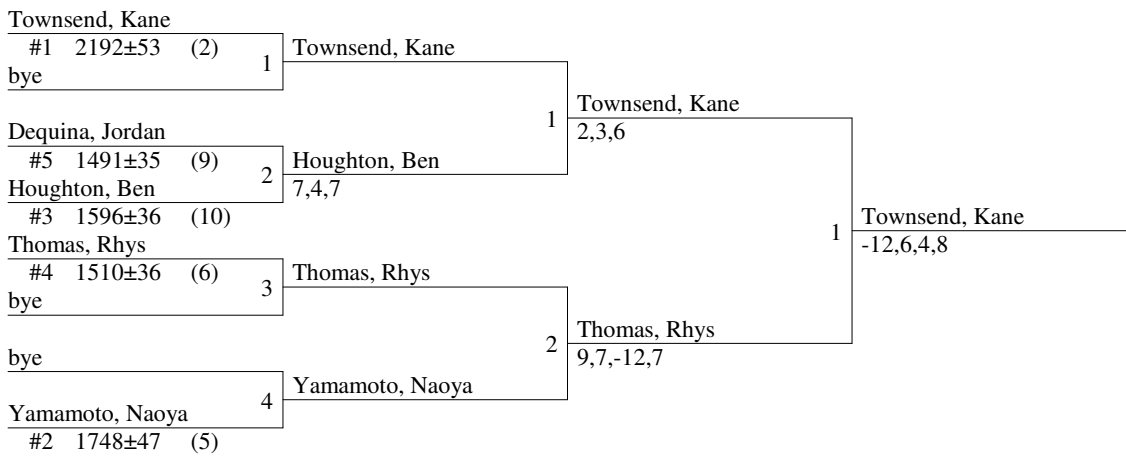 Townsend, Kane
#1 2192±53 (2)
bye
1
Townsend, Kane
Dequina, Jordan
#5 1491±35 (9)
Houghton, Ben
#3 1596±36 (10)
2
Houghton, Ben
7,4,7
1
Townsend, Kane
2,3,6
Thomas, Rhys
#4 1510±36 (6)
bye
3
Thomas, Rhys
bye
Yamamoto, Naoya
#2 1748±47 (5)
4
Yamamoto, Naoya
2
Thomas, Rhys
9,7,-12,7
1
Townsend, Kane
-12,6,4,8